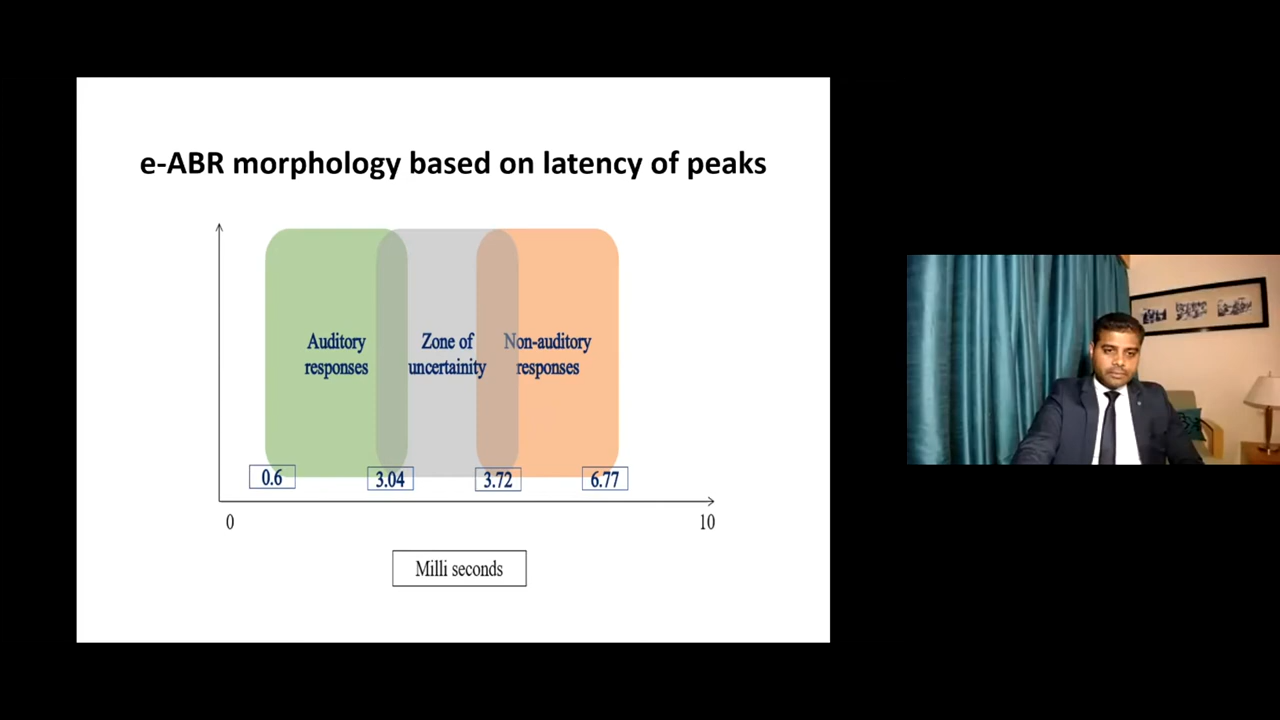 e-ABR morphology based on latency of peaks
Auditory
responses
Zone of
uncertainity
Non-auditory
responses
0.6
3.04
3.72
6.77
0
10
Milli seconds